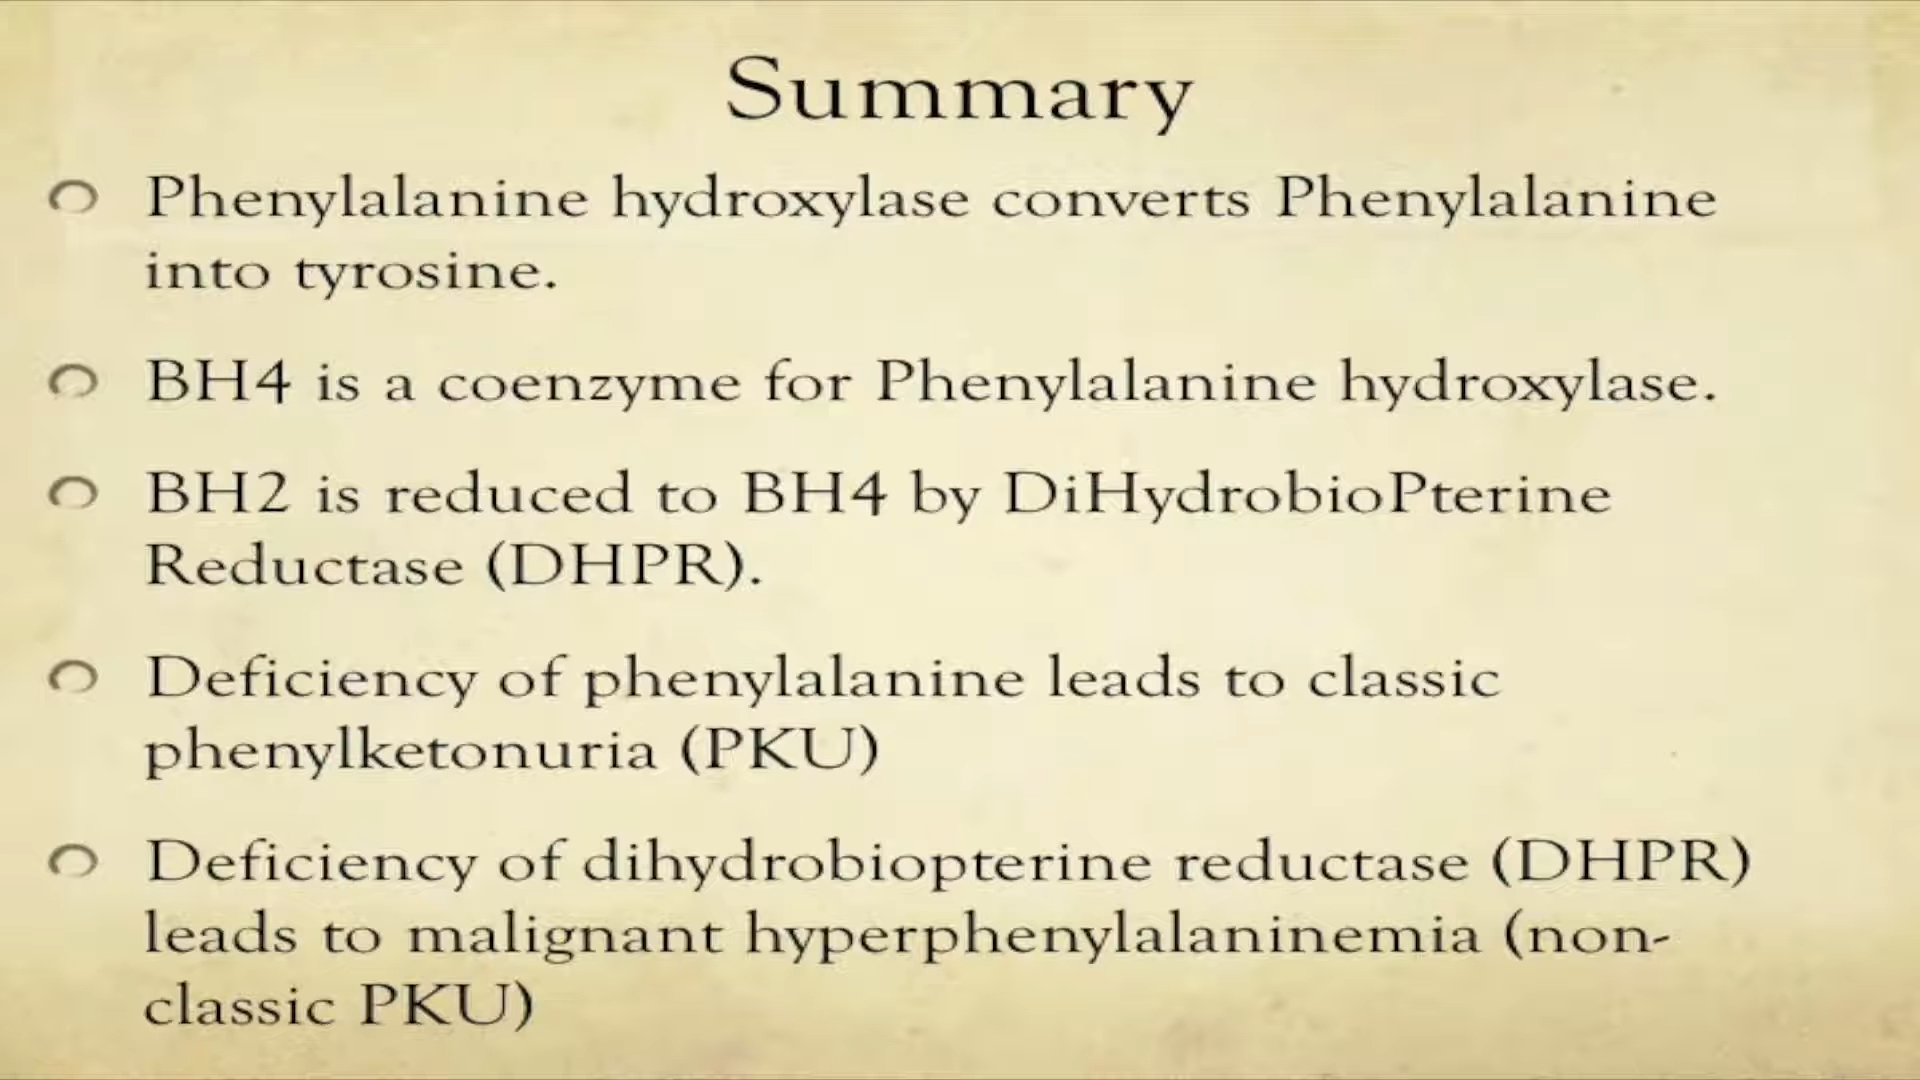 Summary
Phenylalanine hydroxylase converts Phenylalanine
into tyrosine.
BH4 is a coenzyme for Phenylalanine hydroxylase.
BH2 is reduced to BH4 by DiHydrobioPterine
Reductase (DHPR).
Deficiency of phenylalanine leads to classic
phenylketonuria (PKU)
Deficiency of dihydrobiopterine reductase (DHPR)
leads to malignant hyperphenylalaninemia (non-
classic PKU)